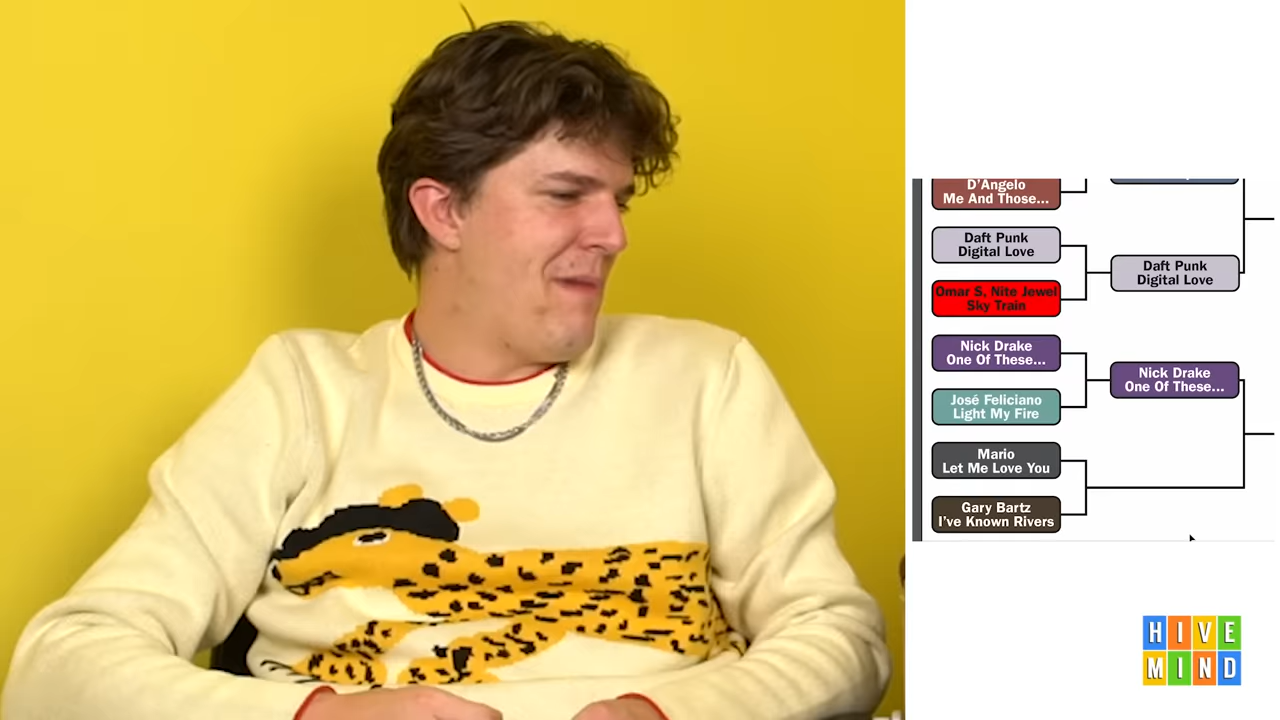 D'Angelo
Me And Those...
Daft Punk
Digital Love
Omar S, Nite Jewel
Sky Train
Nick Drake
One Of These...
José Feliciano
Light My Fire
Mario
Let Me Love You
Gary Bartz
I've Known Rivers
Daft Punk
Digital Love
Nick Drake
One Of These...
HIVE
MIND